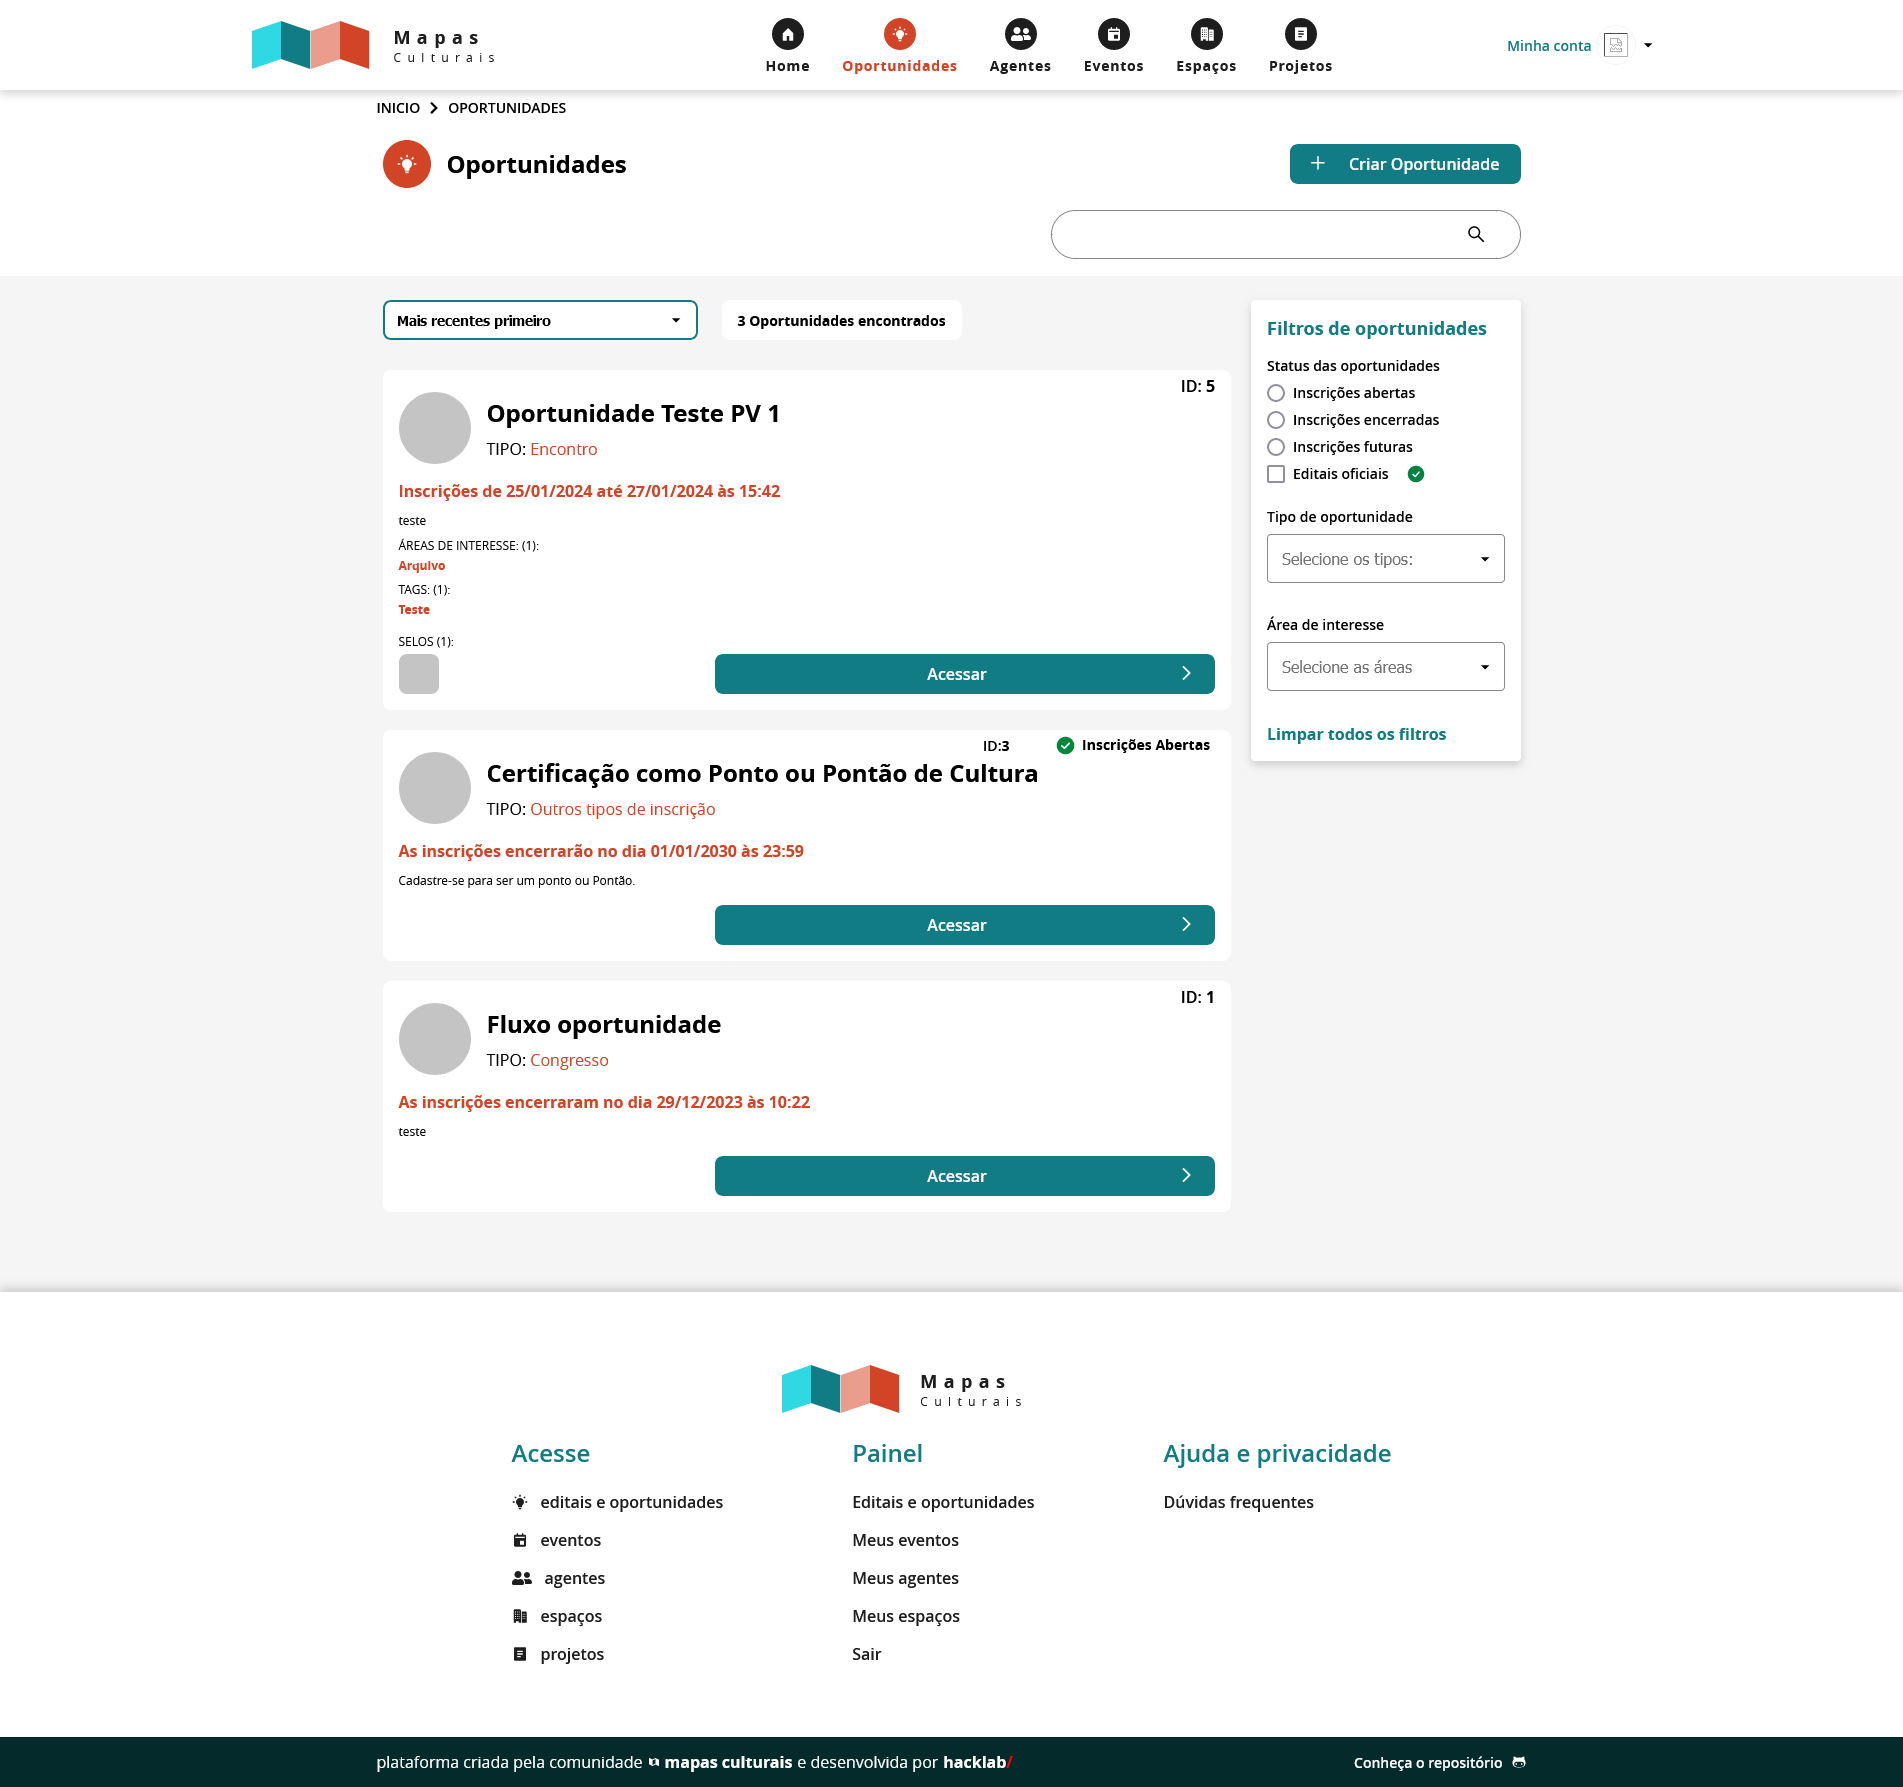 Mapas
Culturais
Home
Oportunidades
Agentes
Eventos
Espaços
Projetos
Minha conta
INICIO
OPORTUNIDADES
Oportunidades
Criar Oportunidade
Mais recentes primeiro
3 Oportunidades encontrados
ID: 5
Oportunidade Teste PV 1
TIPO: Encontro
Inscrições de 25/01/2024 até 27/01/2024 às 15:42
teste
ÁREAS DE INTERESSE: (1):
Arquivo
TAGS: (1):
Teste
SELOS (1):
Acessar
ID:3
Inscrições Abertas
Certificação como Ponto ou Pontão de Cultura
TIPO: Outros tipos de inscrição
As inscrições encerrarão no dia 01/01/2030 às 23:59
Cadastre-se para ser um ponto ou Pontão.
Acessar
ID: 1
Fluxo oportunidade
TIPO: Congresso
As inscrições encerraram no dia 29/12/2023 às 10:22
teste
Acessar
Filtros de oportunidades
Status das oportunidades
Inscrições abertas
Inscrições encerradas
Inscrições futuras
Editais oficiais
Tipo de oportunidade
Selecione os tipos:
Área de interesse
Selecione as áreas
Limpar todos os filtros
Mapas
Culturais
Acesse
editais e oportunidades
eventos
agentes
espaços
projetos
Painel
Editais e oportunidades
Meus eventos
Meus agentes
Meus espaços
Sair
Ajuda e privacidade
Dúvidas frequentes
plataforma criada pela comunidade mapas culturais e desenvolvida por hacklab/
Conheça o repositório